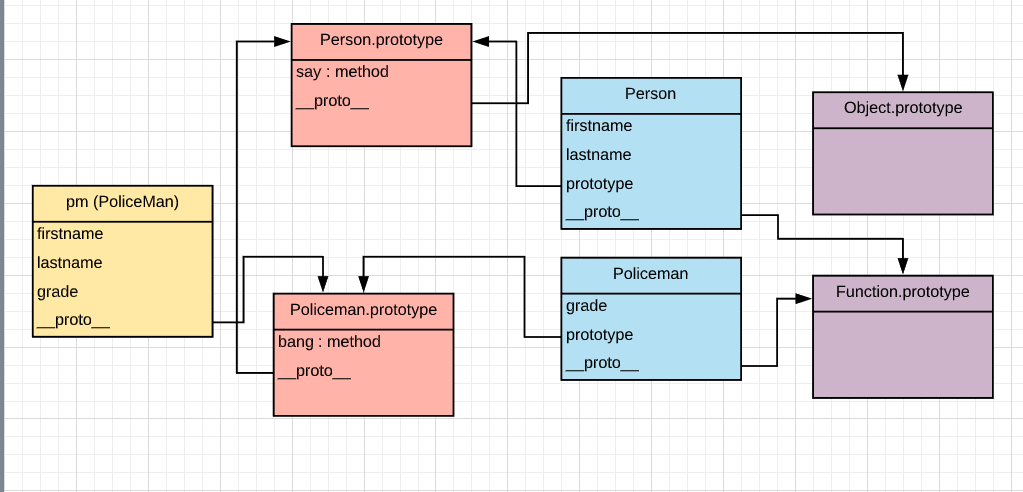 Person.prototype
say : method
__proto__
Person
firstname
lastname
prototype
__proto__
Object.prototype
pm (PoliceMan)
firstname
lastname
grade
__proto__
Policeman.prototype
bang : method
__proto__
Policeman
grade
prototype
__proto__
Function.prototype